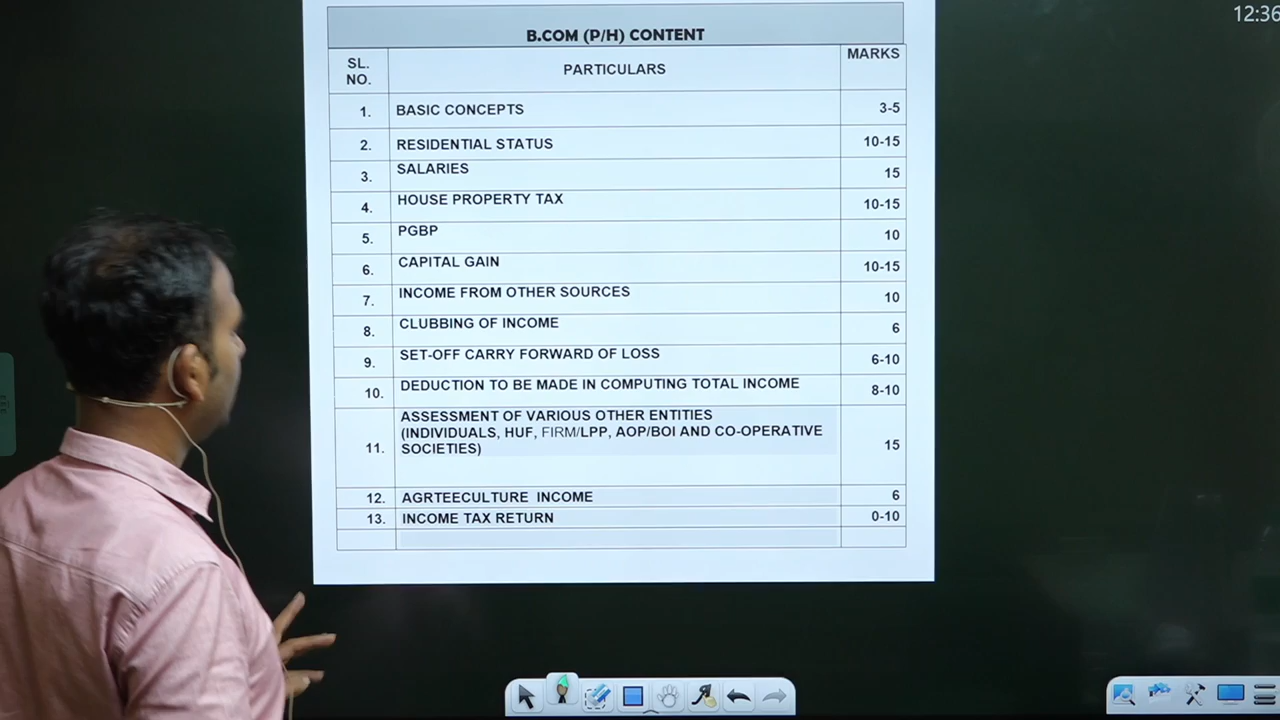 12:36
B.COM (P/H) CONTENT
SL. NO. PARTICULARS MARKS
1. BASIC CONCEPTS 3-5
2. RESIDENTIAL STATUS 10-15
3. SALARIES 15
4. HOUSE PROPERTY TAX 10-15
5. PGBP 10
6. CAPITAL GAIN 10-15
7. INCOME FROM OTHER SOURCES 10
8. CLUBBING OF INCOME 6
9. SET-OFF CARRY FORWARD OF LOSS 6-10
10. DEDUCTION TO BE MADE IN COMPUTING TOTAL INCOME 8-10
11. ASSESSMENT OF VARIOUS OTHER ENTITIES
(INDIVIDUALS, HUF, FIRM/LPP, AOP/BOI AND CO-OPERATIVE
SOCIETIES) 15
12. AGRTEECULTURE INCOME 6
13. INCOME TAX RETURN 0-10